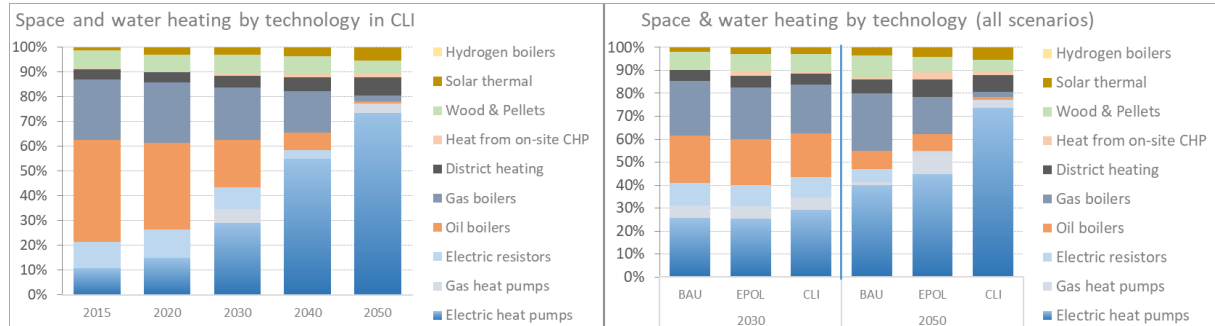 Space and water heating by technology in CLI
100%
90%
80%
70%
60%
50%
40%
30%
20%
10%
0%
2015 2020 2030 2040 2050
Hydrogen boilers
Solar thermal
Wood & Pellets
Heat from on-site CHP
District heating
Gas boilers
Oil boilers
Electric resistors
Gas heat pumps
Electric heat pumps
Space & water heating by technology (all scenarios)
100%
90%
80%
70%
60%
50%
40%
30%
20%
10%
0%
BAU EPOL CLI BAU EPOL CLI
2030 2050
Hydrogen boilers
Solar thermal
Wood & Pellets
Heat from on-site CHP
District heating
Gas boilers
Oil boilers
Electric resistors
Gas heat pumps
Electric heat pumps